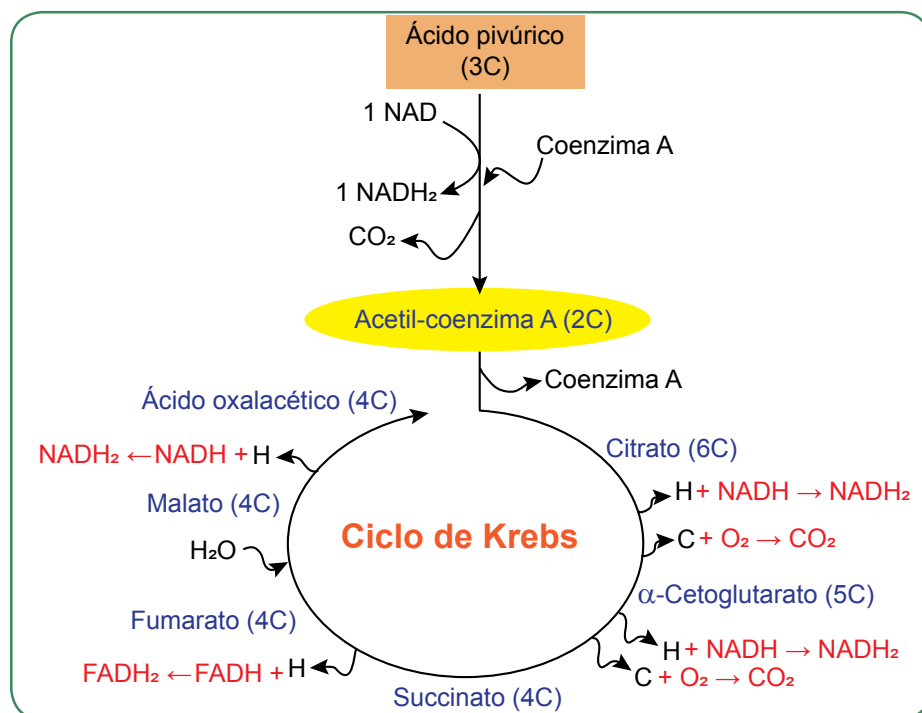 Ácido pivúrico
(3C)
1 NAD
Coenzima A
1 NADH₂
CO₂
Acetil-coenzima A (2C)
Coenzima A
Ácido oxalacético (4C)
Citrato (6C)
NADH₂ ←NADH + H
H + NADH → NADH₂
Malato (4C)
Ciclo de Krebs
C + O₂ → CO₂
H₂O
α-Cetoglutarato (5C)
Fumarato (4C)
H + NADH → NADH₂
FADH₂ ←FADH + H
C + O₂ → CO₂
Succinato (4C)